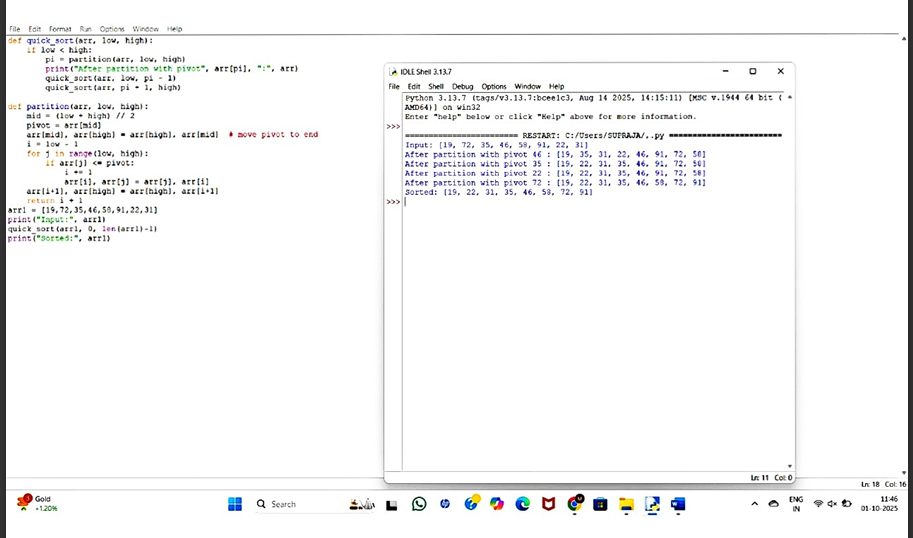 File Edit Format Run Options Window Help
def quick_sort(arr, low, high):
    if low < high:
        pi = partition(arr, low, high)
        print("After partition with pivot", arr[pi], ":", arr)
        quick_sort(arr, low, pi - 1)
        quick_sort(arr, pi + 1, high)
def partition(arr, low, high):
    mid = (low + high) // 2
    pivot = arr[mid]
    arr[mid], arr[high] = arr[high], arr[mid]  # move pivot to end
    i = low - 1
    for j in range(low, high):
        if arr[j] <= pivot:
            i += 1
            arr[i], arr[j] = arr[j], arr[i]
    arr[i+1], arr[high] = arr[high], arr[i+1]
    return i + 1
arr1 = [19,72,35,46,58,91,22,31]
print("Input:", arr1)
quick_sort(arr1, 0, len(arr1)-1)
print("Sorted:", arr1)
IDLE Shell 3.13.7
File Edit Shell Debug Options Window Help
Python 3.13.7 (tags/v3.13.7:bcee1c3, Aug 14 2025, 14:15:11) [MSC v.1944 64 bit (
AMD64)] on win32
Enter "help" below or click "Help" above for more information.
>>>
======================= RESTART: C:/Users/SUPRAJA/,.py =======================
Input: [19, 72, 35, 46, 58, 91, 22, 31]
After partition with pivot 46 : [19, 35, 31, 22, 46, 91, 72, 58]
After partition with pivot 35 : [19, 22, 31, 35, 46, 91, 72, 58]
After partition with pivot 22 : [19, 22, 31, 35, 46, 91, 72, 58]
After partition with pivot 72 : [19, 22, 31, 35, 46, 58, 72, 91]
Sorted: [19, 22, 31, 35, 46, 58, 72, 91]
>>>
Ln: 11 Col: 0
Ln: 18 Col: 16
Gold
+1.20%
Search
hp
ENG
IN
11:46
01-10-2025